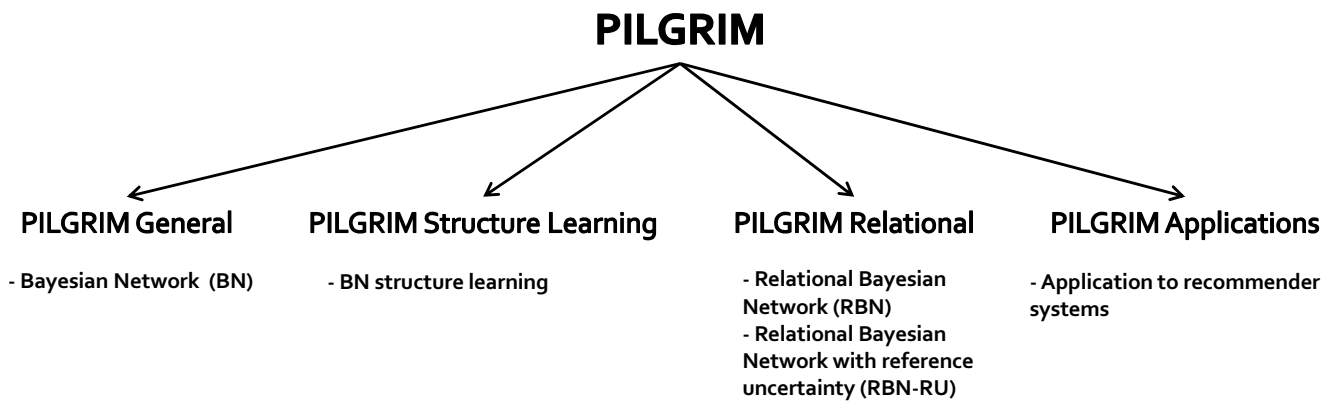 PILGRIM
PILGRIM General
- Bayesian Network (BN)
PILGRIM Structure Learning
- BN structure learning
PILGRIM Relational
- Relational Bayesian
Network (RBN)
- Relational Bayesian
Network with reference
uncertainty (RBN-RU)
PILGRIM Applications
- Application to recommender
systems